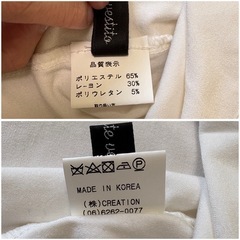 vestito
品質表示
ポリエステル 65%
レーヨン 30%
ポリウレタン 5%
MADE IN KOREA
(株)CREATION
(06)6262-0077